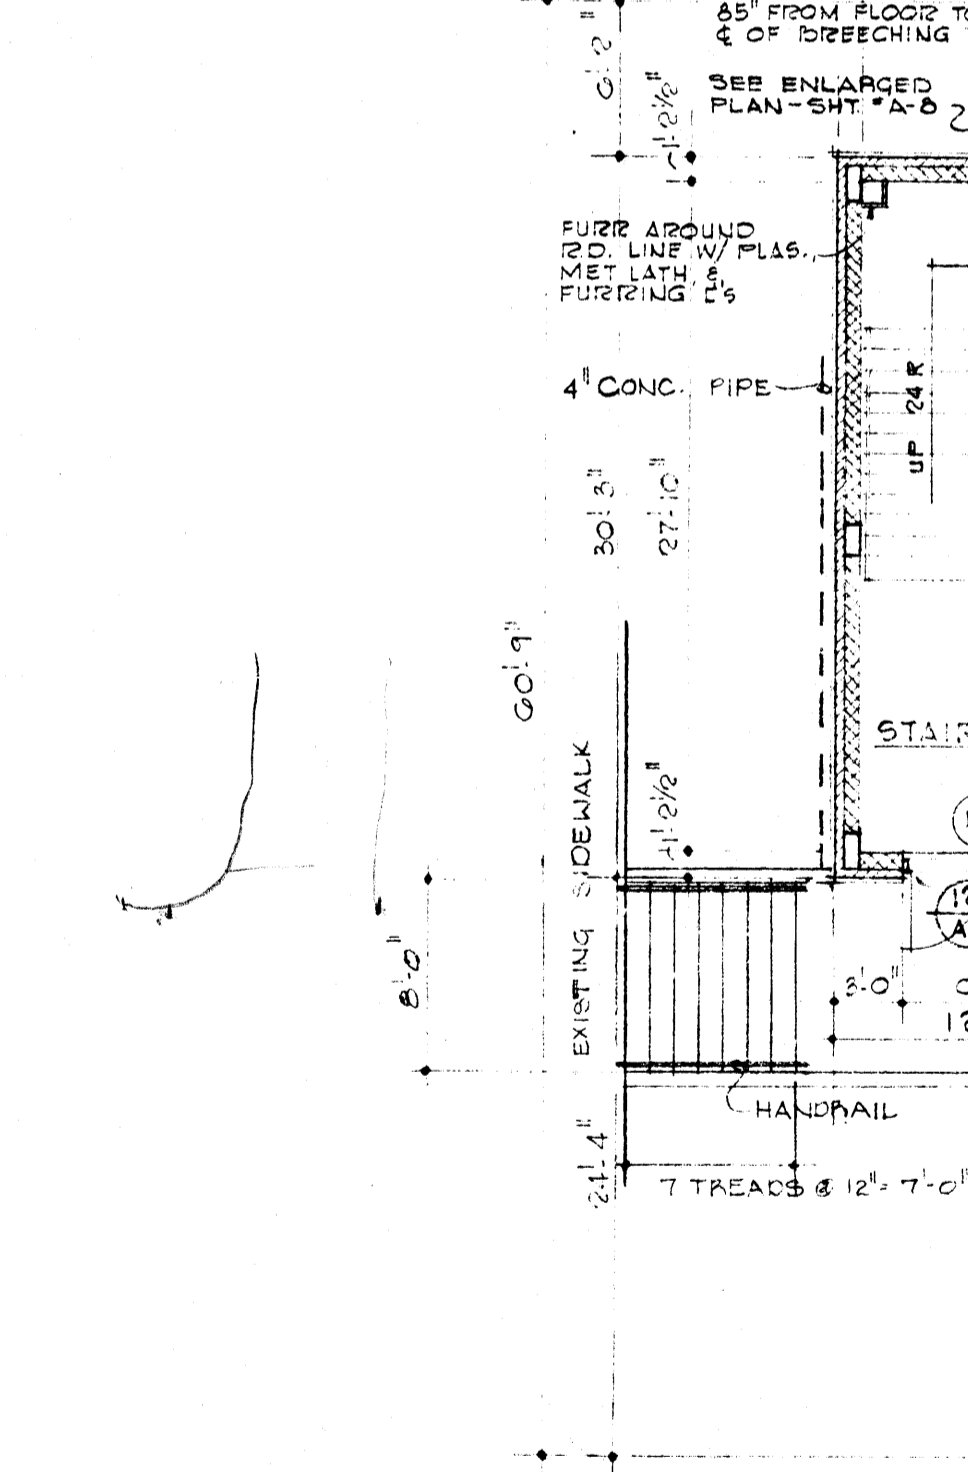 85" FROM FLOOR TO
℄ OF BREECHING
SEE ENLARGED
PLAN-SHT #A-8
6'-2"
1'-2½"
FURR AROUND
R.D. LINE W/ PLAS.,
MET LATH, &
FURRING, C'S
4" CONC. PIPE
UP 24 R
30'-3"
27'-10"
60'-9"
STAIR
EXISTING SIDEWALK
1'-2½"
8'-0"
3'-0"
HANDRAIL
24'-4"
7 TREADS @ 12" = 7'-0"